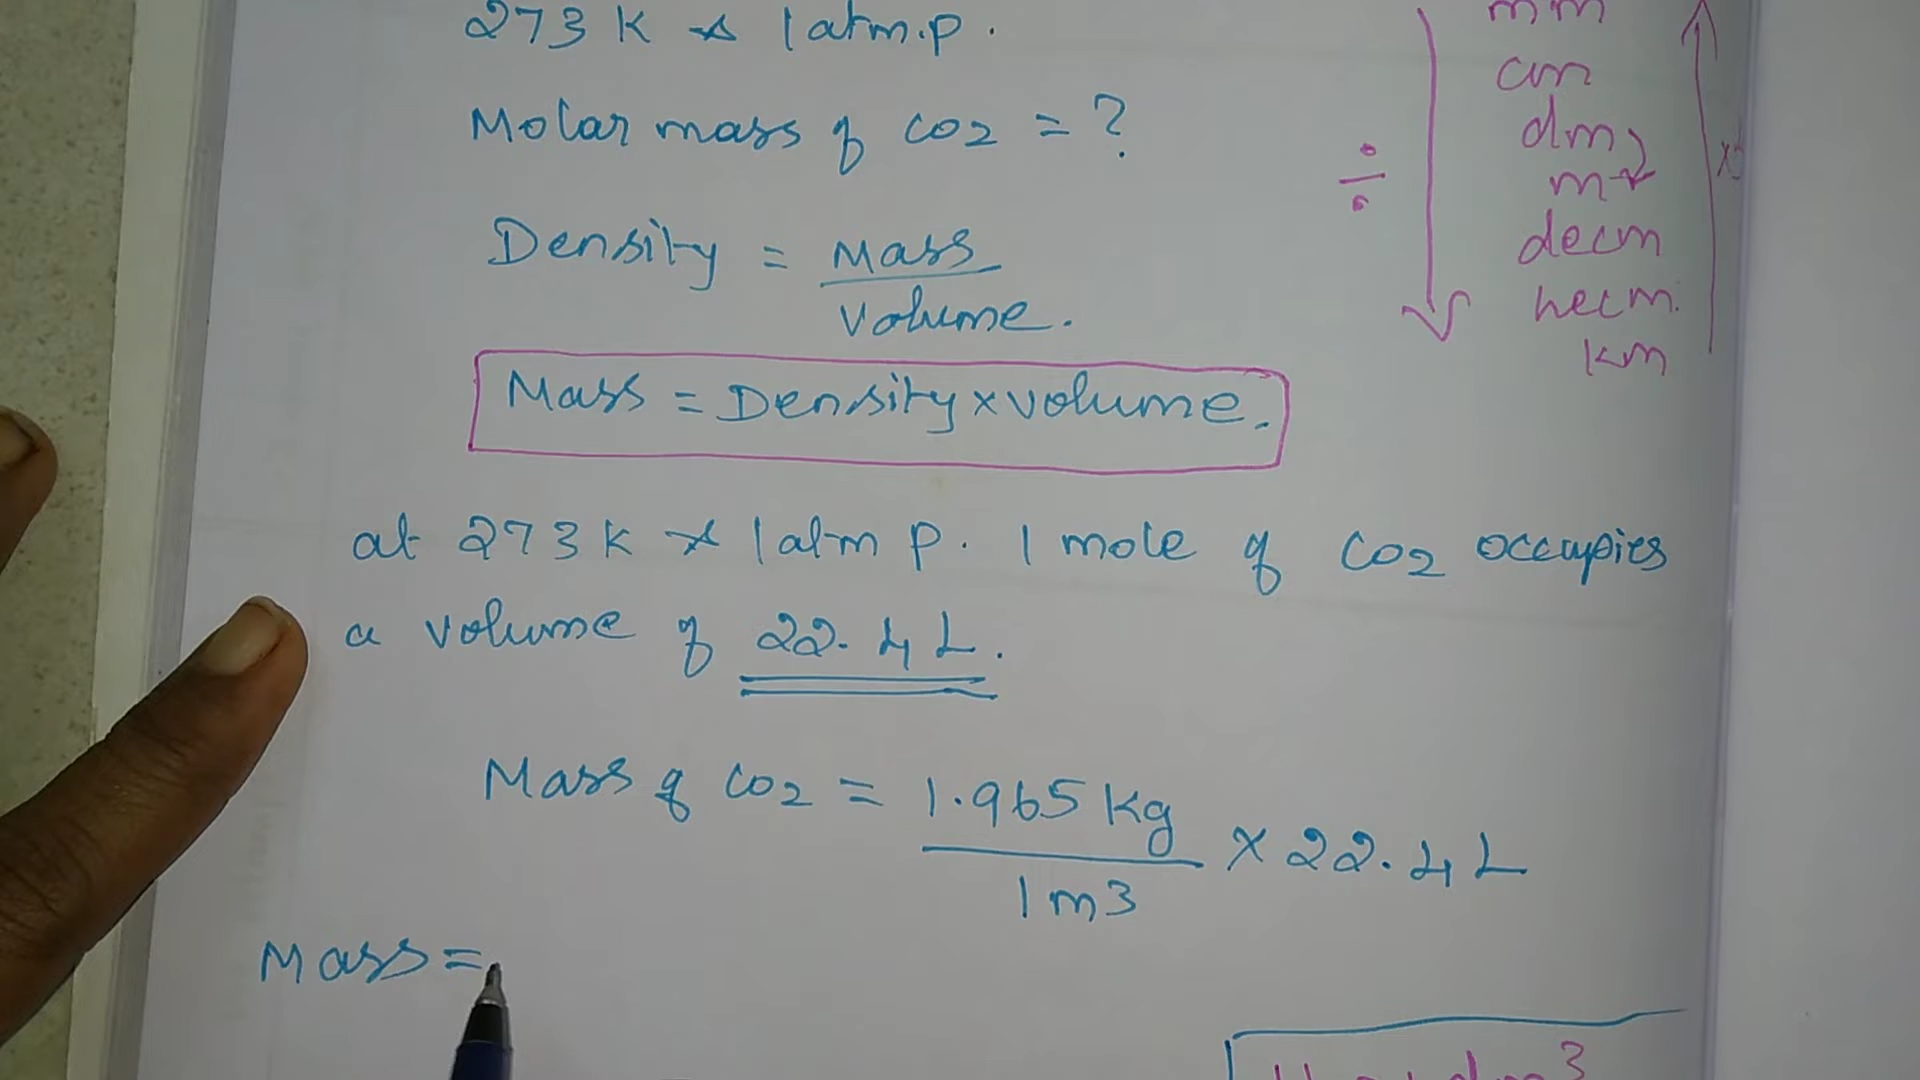 273 K & 1 atm.p.
Molar mass of CO2 = ?
Density = Mass
Volume.
Mass = Density x volume.
at 273 K & 1 atm p. 1 mole of CO2 occupies
a volume of 22.4 L.
Mass of CO2 = 1.965 Kg x 22.4 L
1 m3
Mass =
mm
cm
dm
m
decm
hecm.
km
÷
dm3